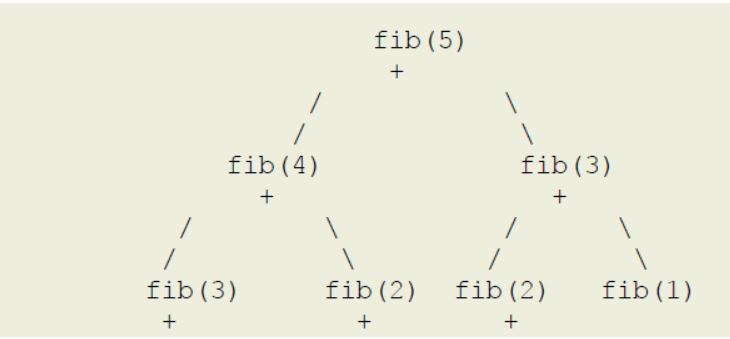 fib(5)
+
/ \
/ \
fib(4) fib(3)
+ +
/ \ / \
/ \ / \
fib(3) fib(2) fib(2) fib(1)
+ + +